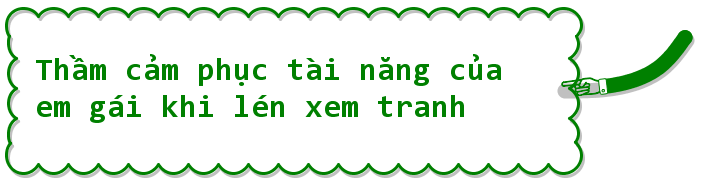 Thầm cảm phục tài năng của
em gái khi lén xem tranh